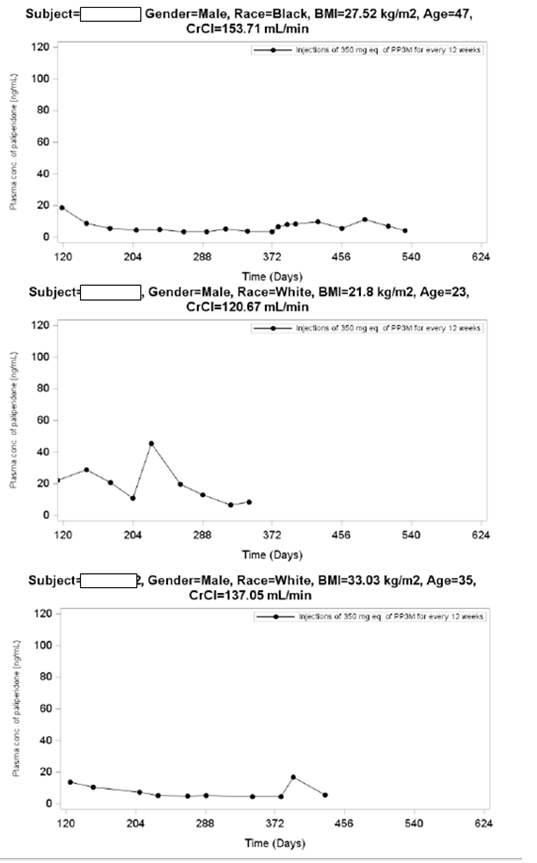 Subject= Gender=Male, Race=Black, BMI=27.52 kg/m2, Age=47,
CrCl=153.71 mL/min
Injections of 350 mg eq. of PP3M for every 12 weeks
Plasma conc. of paliperidone (ng/mL)
120
100
80
60
40
20
0
120 204 288 372 456 540 624
Time (Days)
Subject= , Gender=Male, Race=White, BMI=21.8 kg/m2, Age=23,
CrCl=120.67 mL/min
Injections of 350 mg eq. of PP3M for every 12 weeks
Plasma conc. of paliperidone (ng/mL)
120
100
80
60
40
20
0
120 204 288 372 456 540 624
Time (Days)
Subject= 2, Gender=Male, Race=White, BMI=33.03 kg/m2, Age=35,
CrCl=137.05 mL/min
Injections of 350 mg eq. of PP3M for every 12 weeks
Plasma conc. of paliperidone (ng/mL)
120
100
80
60
40
20
0
120 204 288 372 456 540 624
Time (Days)